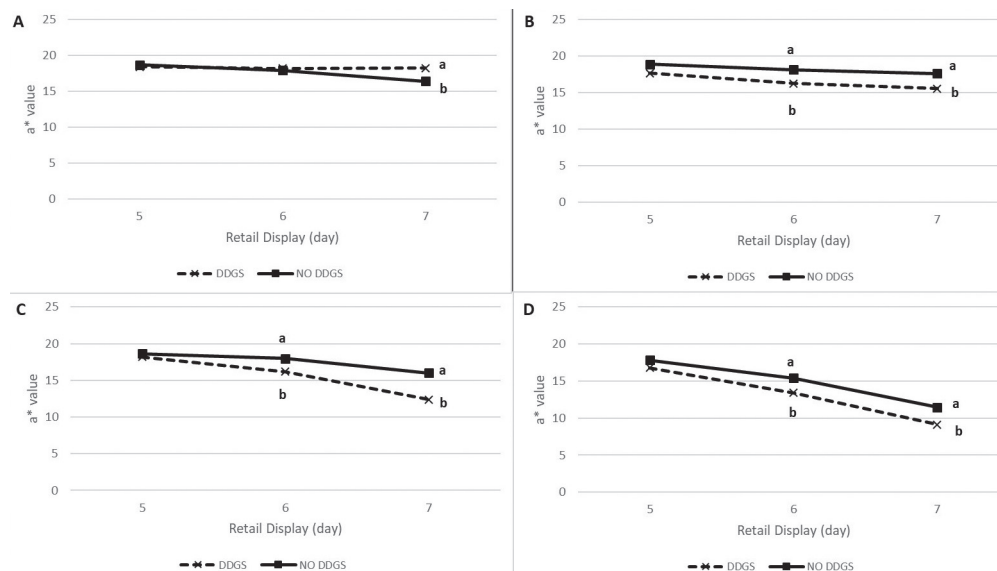 A
a* value
25
20
15
10
5
0
a
b
5 6 7
Retail Display (day)
DDGS NO DDGS
B
a* value
25
20
15
10
5
0
a
b
a
b
5 6 7
Retail Display (day)
DDGS NO DDGS
C
a* value
25
20
15
10
5
0
a
b
a
b
5 6 7
Retail Display (day)
DDGS NO DDGS
D
a* value
25
20
15
10
5
0
a
b
a
b
5 6 7
Retail Display (day)
DDGS NO DDGS